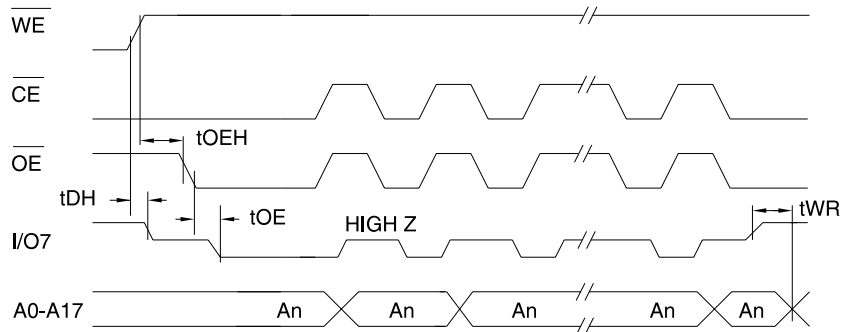 WE
CE
tOEH
OE
tDH
tOE
HIGH Z
tWR
I/O7
A0-A17
An
An
An
An
An